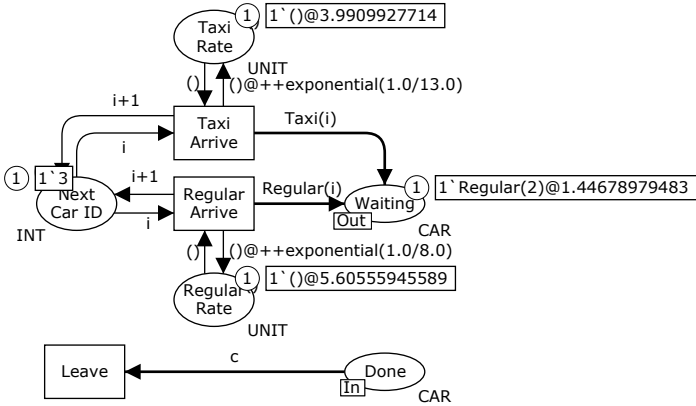 Taxi
Rate
1
1`()@3.9909927714
UNIT
()
()@++exponential(1.0/13.0)
i+1
Taxi
Arrive
Taxi(i)
i
1
1`3
Next
Car ID
INT
i+1
i
Regular
Arrive
Regular(i)
Waiting
1
1`Regular(2)@1.44678979483
Out
CAR
()
()@++exponential(1.0/8.0)
Regular
Rate
1
1`()@5.60555945589
UNIT
Leave
c
Done
In
CAR